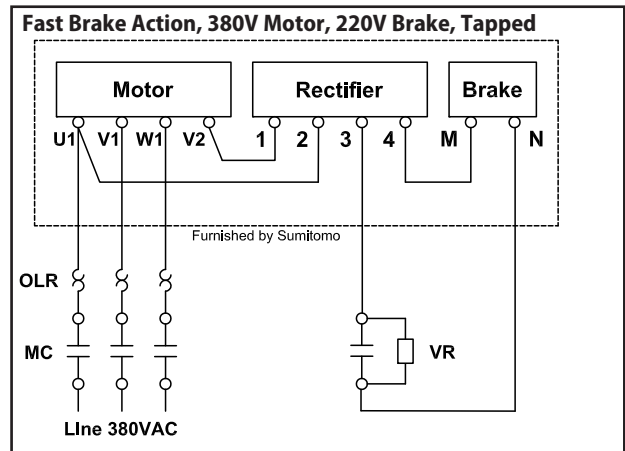 Fast Brake Action, 380V Motor, 220V Brake, Tapped
Motor Rectifier Brake
U1 V1 W1 V2 1 2 3 4 M N
Furnished by Sumitomo
OLR
MC VR
LIne 380VAC